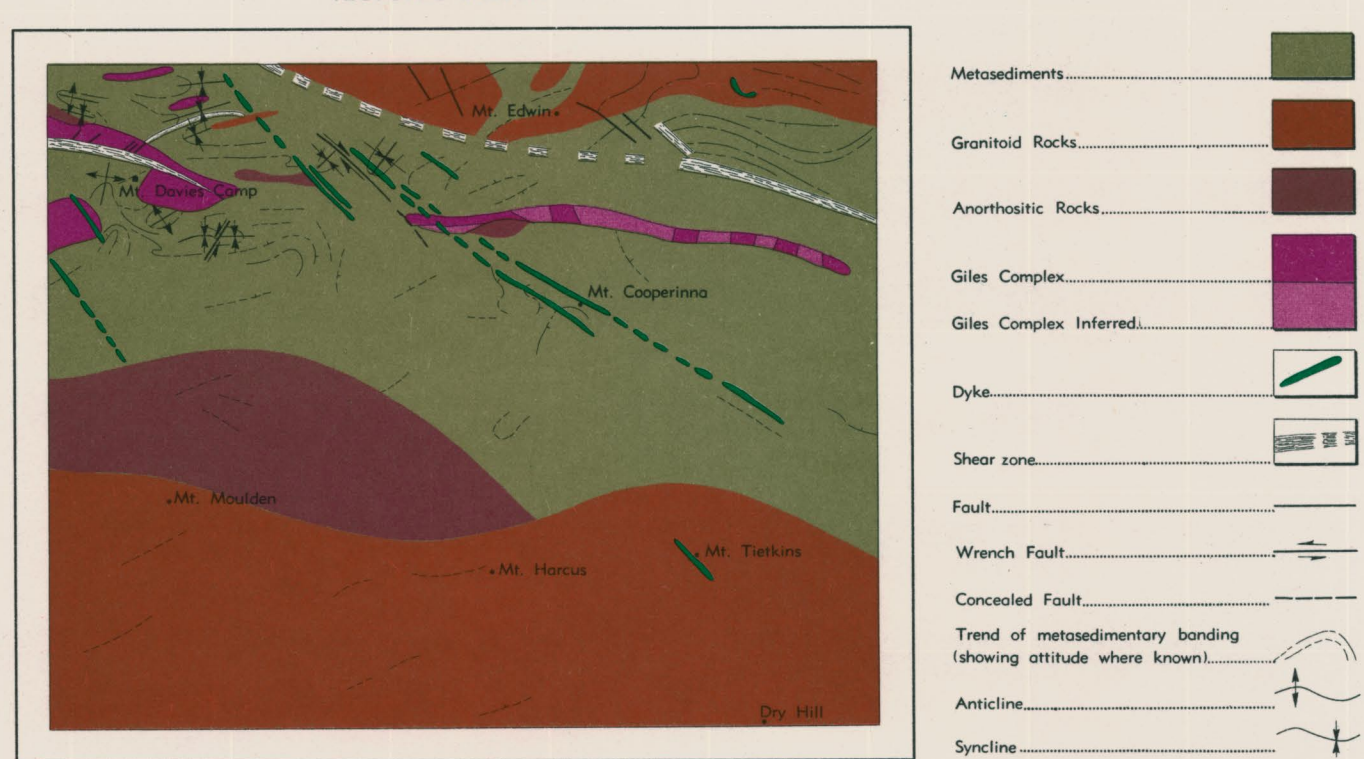 Mt. Edwin
Mt. Davies Camp
Mt. Cooperinna
Mt. Moulden
Mt. Tietkins
Mt. Harcus
Dry Hill
Metasediments
Granitoid Rocks
Anorthositic Rocks
Giles Complex
Giles Complex Inferred
Dyke
Shear zone
Fault
Wrench Fault
Concealed Fault
Trend of metasedimentary banding
(showing attitude where known)
Anticline
Syncline